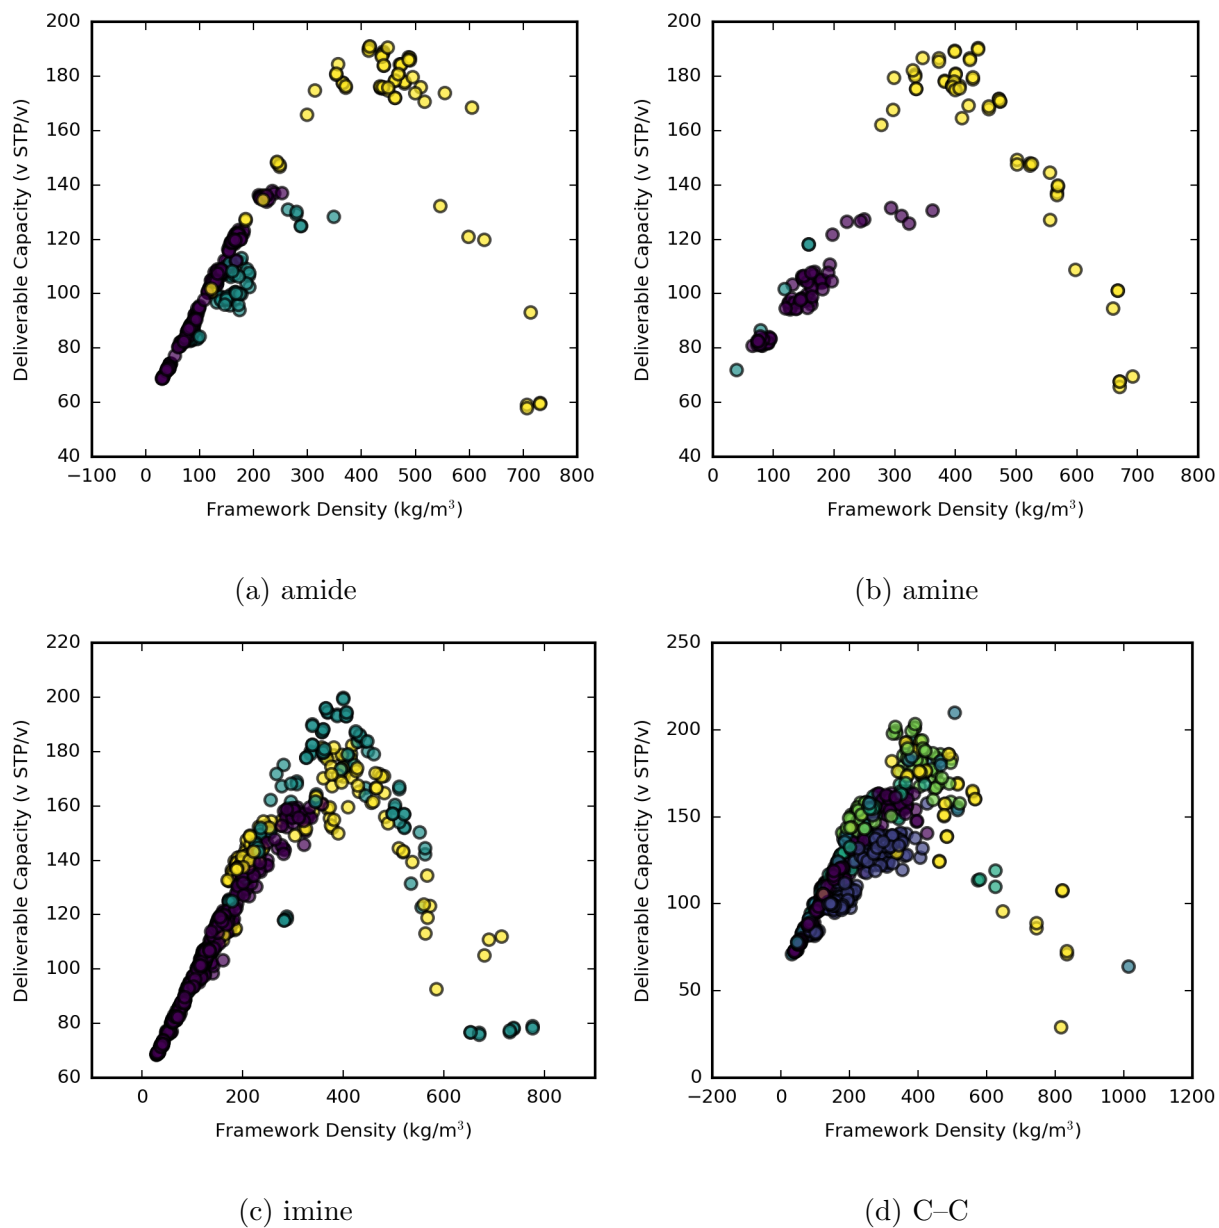 200
180
160
140
120
100
80
60
40
Deliverable Capacity (v STP/v)
−100 0 100 200 300 400 500 600 700 800
Framework Density (kg/m³)
(a) amide
200
180
160
140
120
100
80
60
40
Deliverable Capacity (v STP/v)
0 100 200 300 400 500 600 700 800
Framework Density (kg/m³)
(b) amine
220
200
180
160
140
120
100
80
60
Deliverable Capacity (v STP/v)
0 200 400 600 800
Framework Density (kg/m³)
(c) imine
250
200
150
100
50
0
Deliverable Capacity (v STP/v)
−200 0 200 400 600 800 1000 1200
Framework Density (kg/m³)
(d) C–C